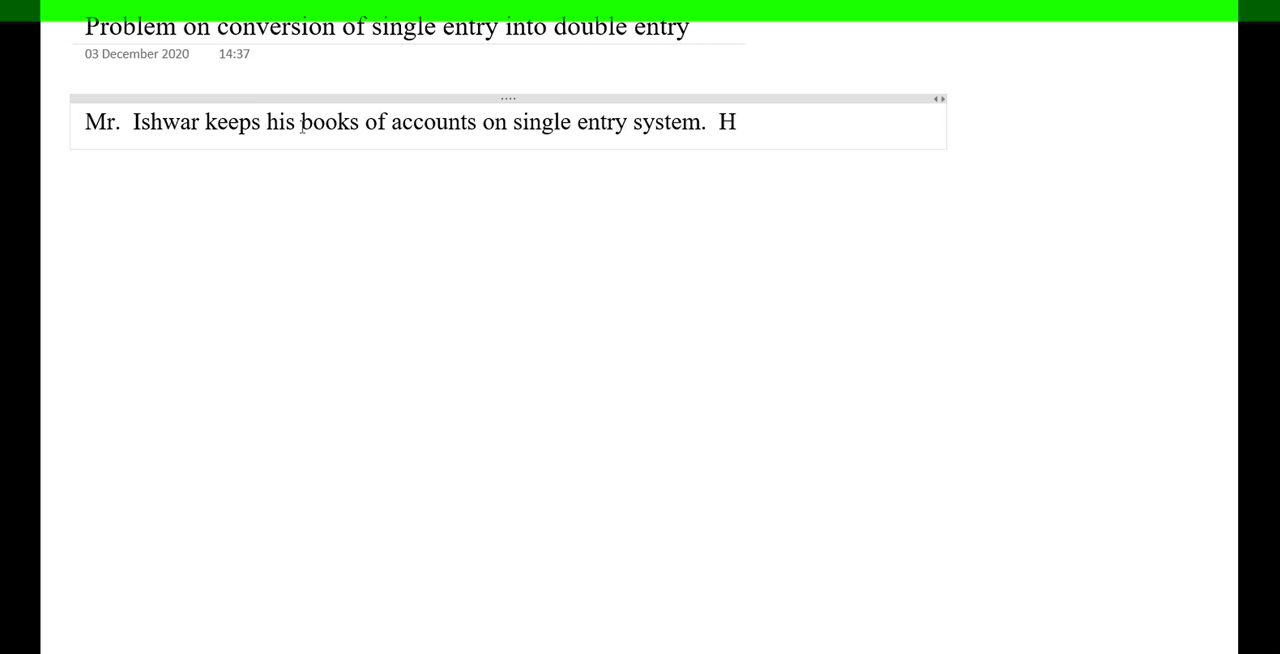 Problem on conversion of single entry into double entry
03 December 2020 14:37
Mr. Ishwar keeps his books of accounts on single entry system. H